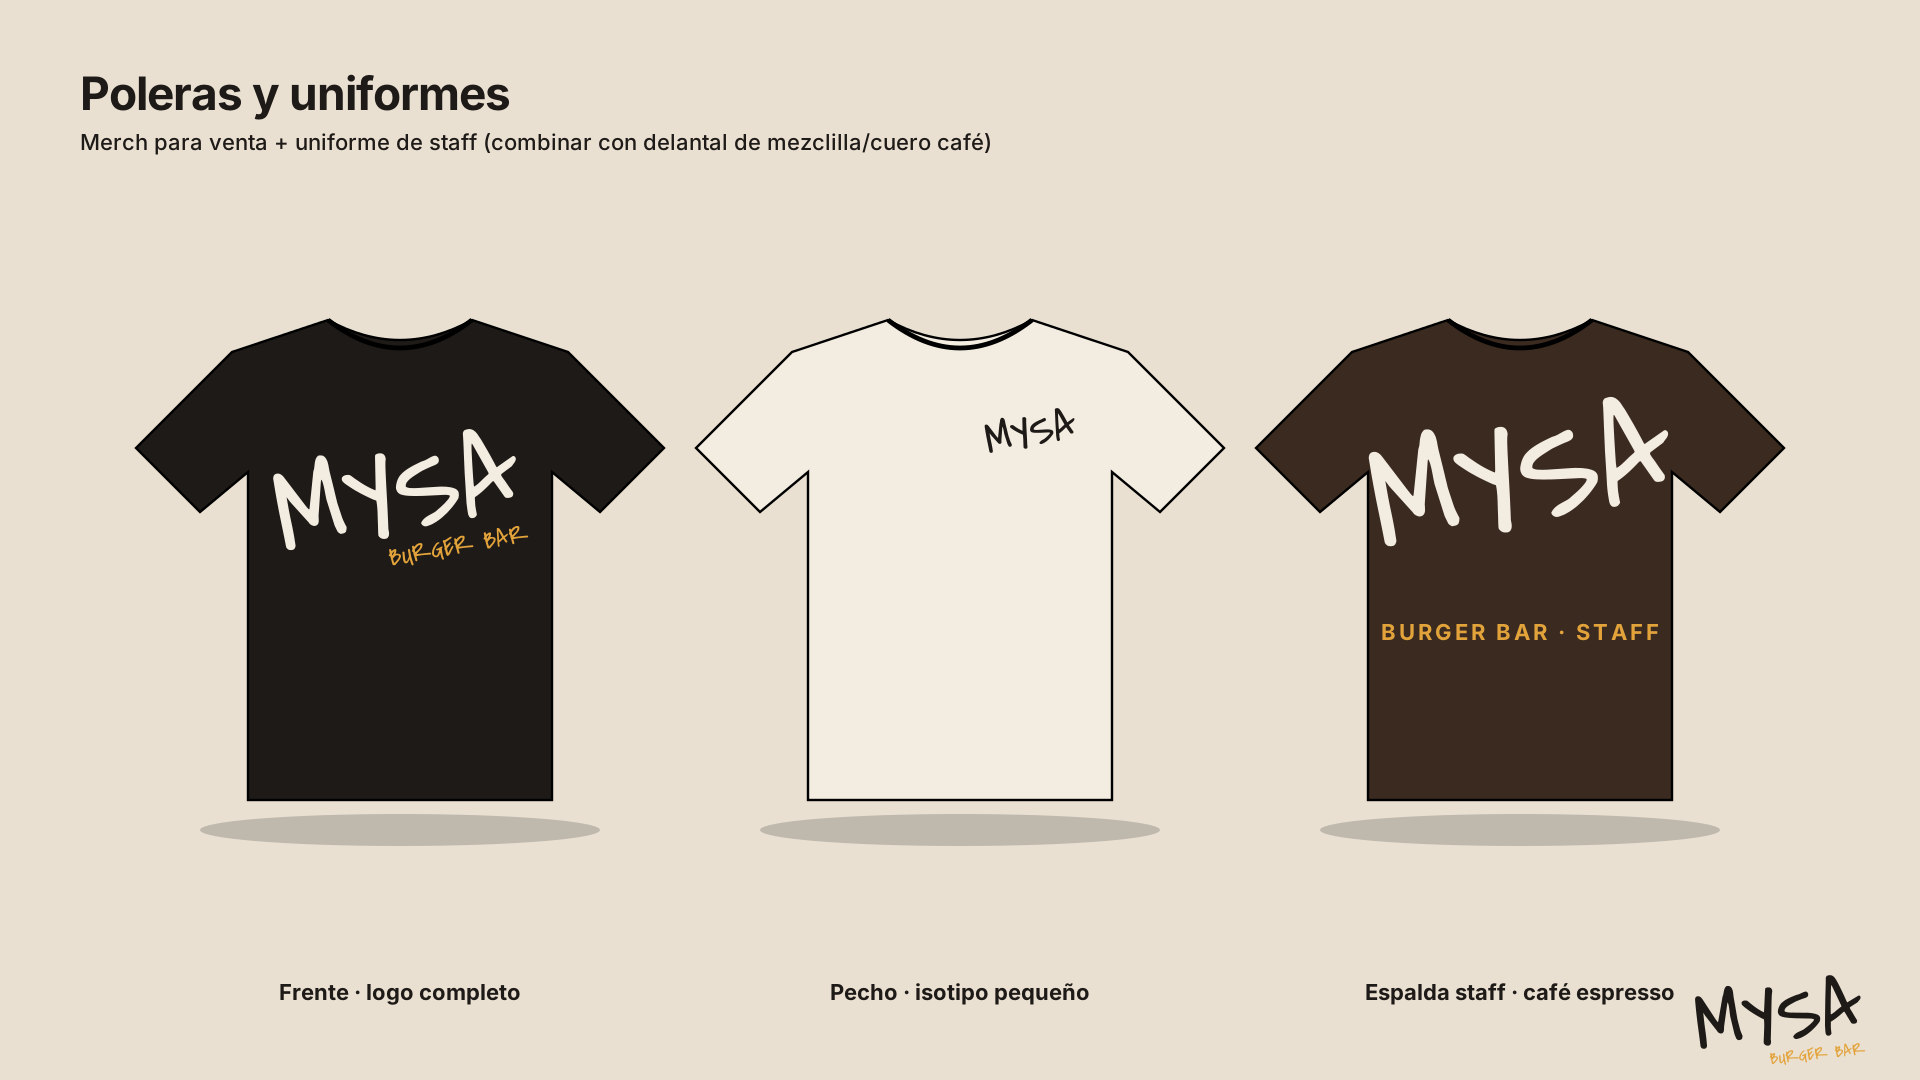 Poleras y uniformes
Merch para venta + uniforme de staff (combinar con delantal de mezclilla/cuero café)
MYSA
BURGER BAR
MYSA
MYSA
BURGER BAR · STAFF
Frente · logo completo
Pecho · isotipo pequeño
Espalda staff · café espresso
MYSA
BURGER BAR